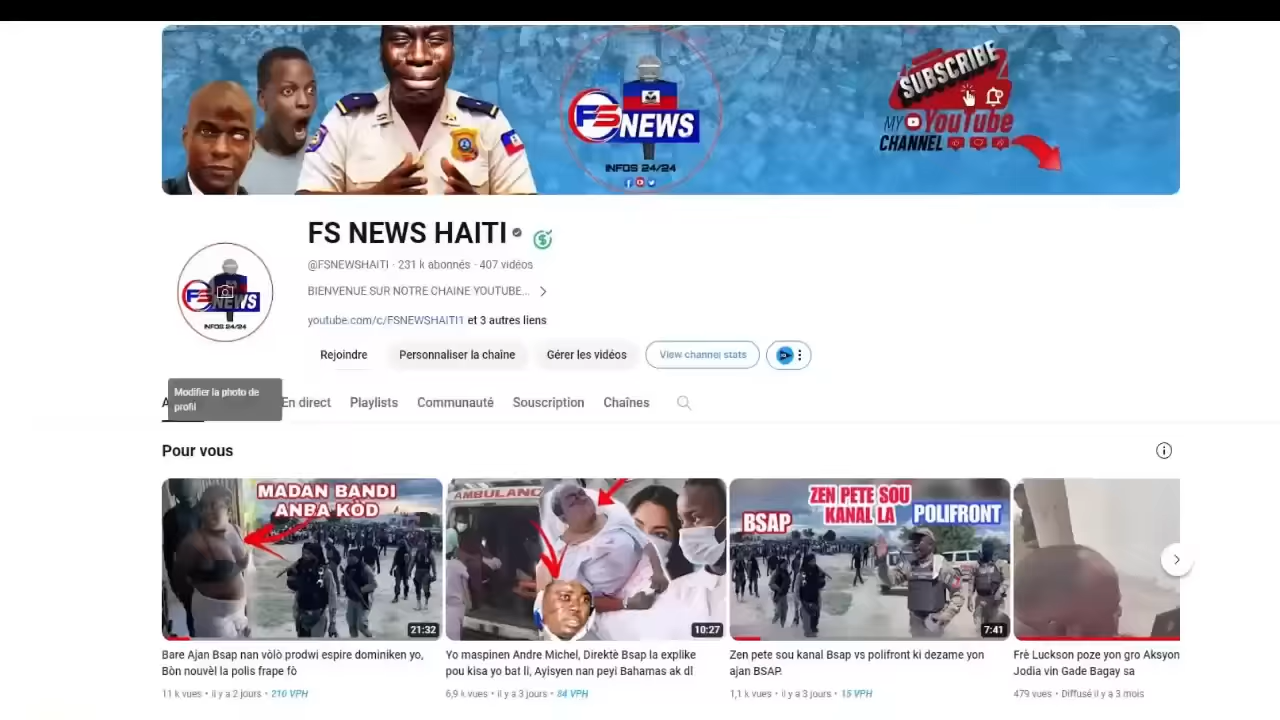 SUBSCRIBE
MY YouTube
CHANNEL
FS NEWS
INFOS 24/24
FS NEWS HAITI
@FSNEWSHAITI · 231 k abonnés · 407 vidéos
BIENVENUE SUR NOTRE CHAINE YOUTUBE...
youtube.com/c/FSNEWSHAITI1 et 3 autres liens
FS NEWS
INFOS 24/24
Rejoindre Personnaliser la chaîne Gérer les vidéos View channel stats
Modifier la photo de
profil
A En direct Playlists Communauté Souscription Chaînes
Pour vous
MADAN BANDI
ANBA KÒD
21:32
AMBULANC
10:27
ZEN PETE SOU
KANAL LA
BSAP
POLIFRONT
7:41
Bare Ajan Bsap nan vòlò prodwi espire dominiken yo,
Bòn nouvèl la polis frape fò
11 k vues • il y a 2 jours • 210 VPH
Yo maspinen Andre Michel, Direktè Bsap la explike
pou kisa yo bat li, Ayisyen nan peyi Bahamas ak dl
6,9 k vues • il y a 3 jours • 84 VPH
Zen pete sou kanal Bsap vs polifront ki dezame yon
ajan BSAP.
1,1 k vues • il y a 3 jours • 15 VPH
Frè Luckson poze yon gro Aksyon
Jodia vin Gade Bagay sa
479 vues • Diffusé il y a 3 mois